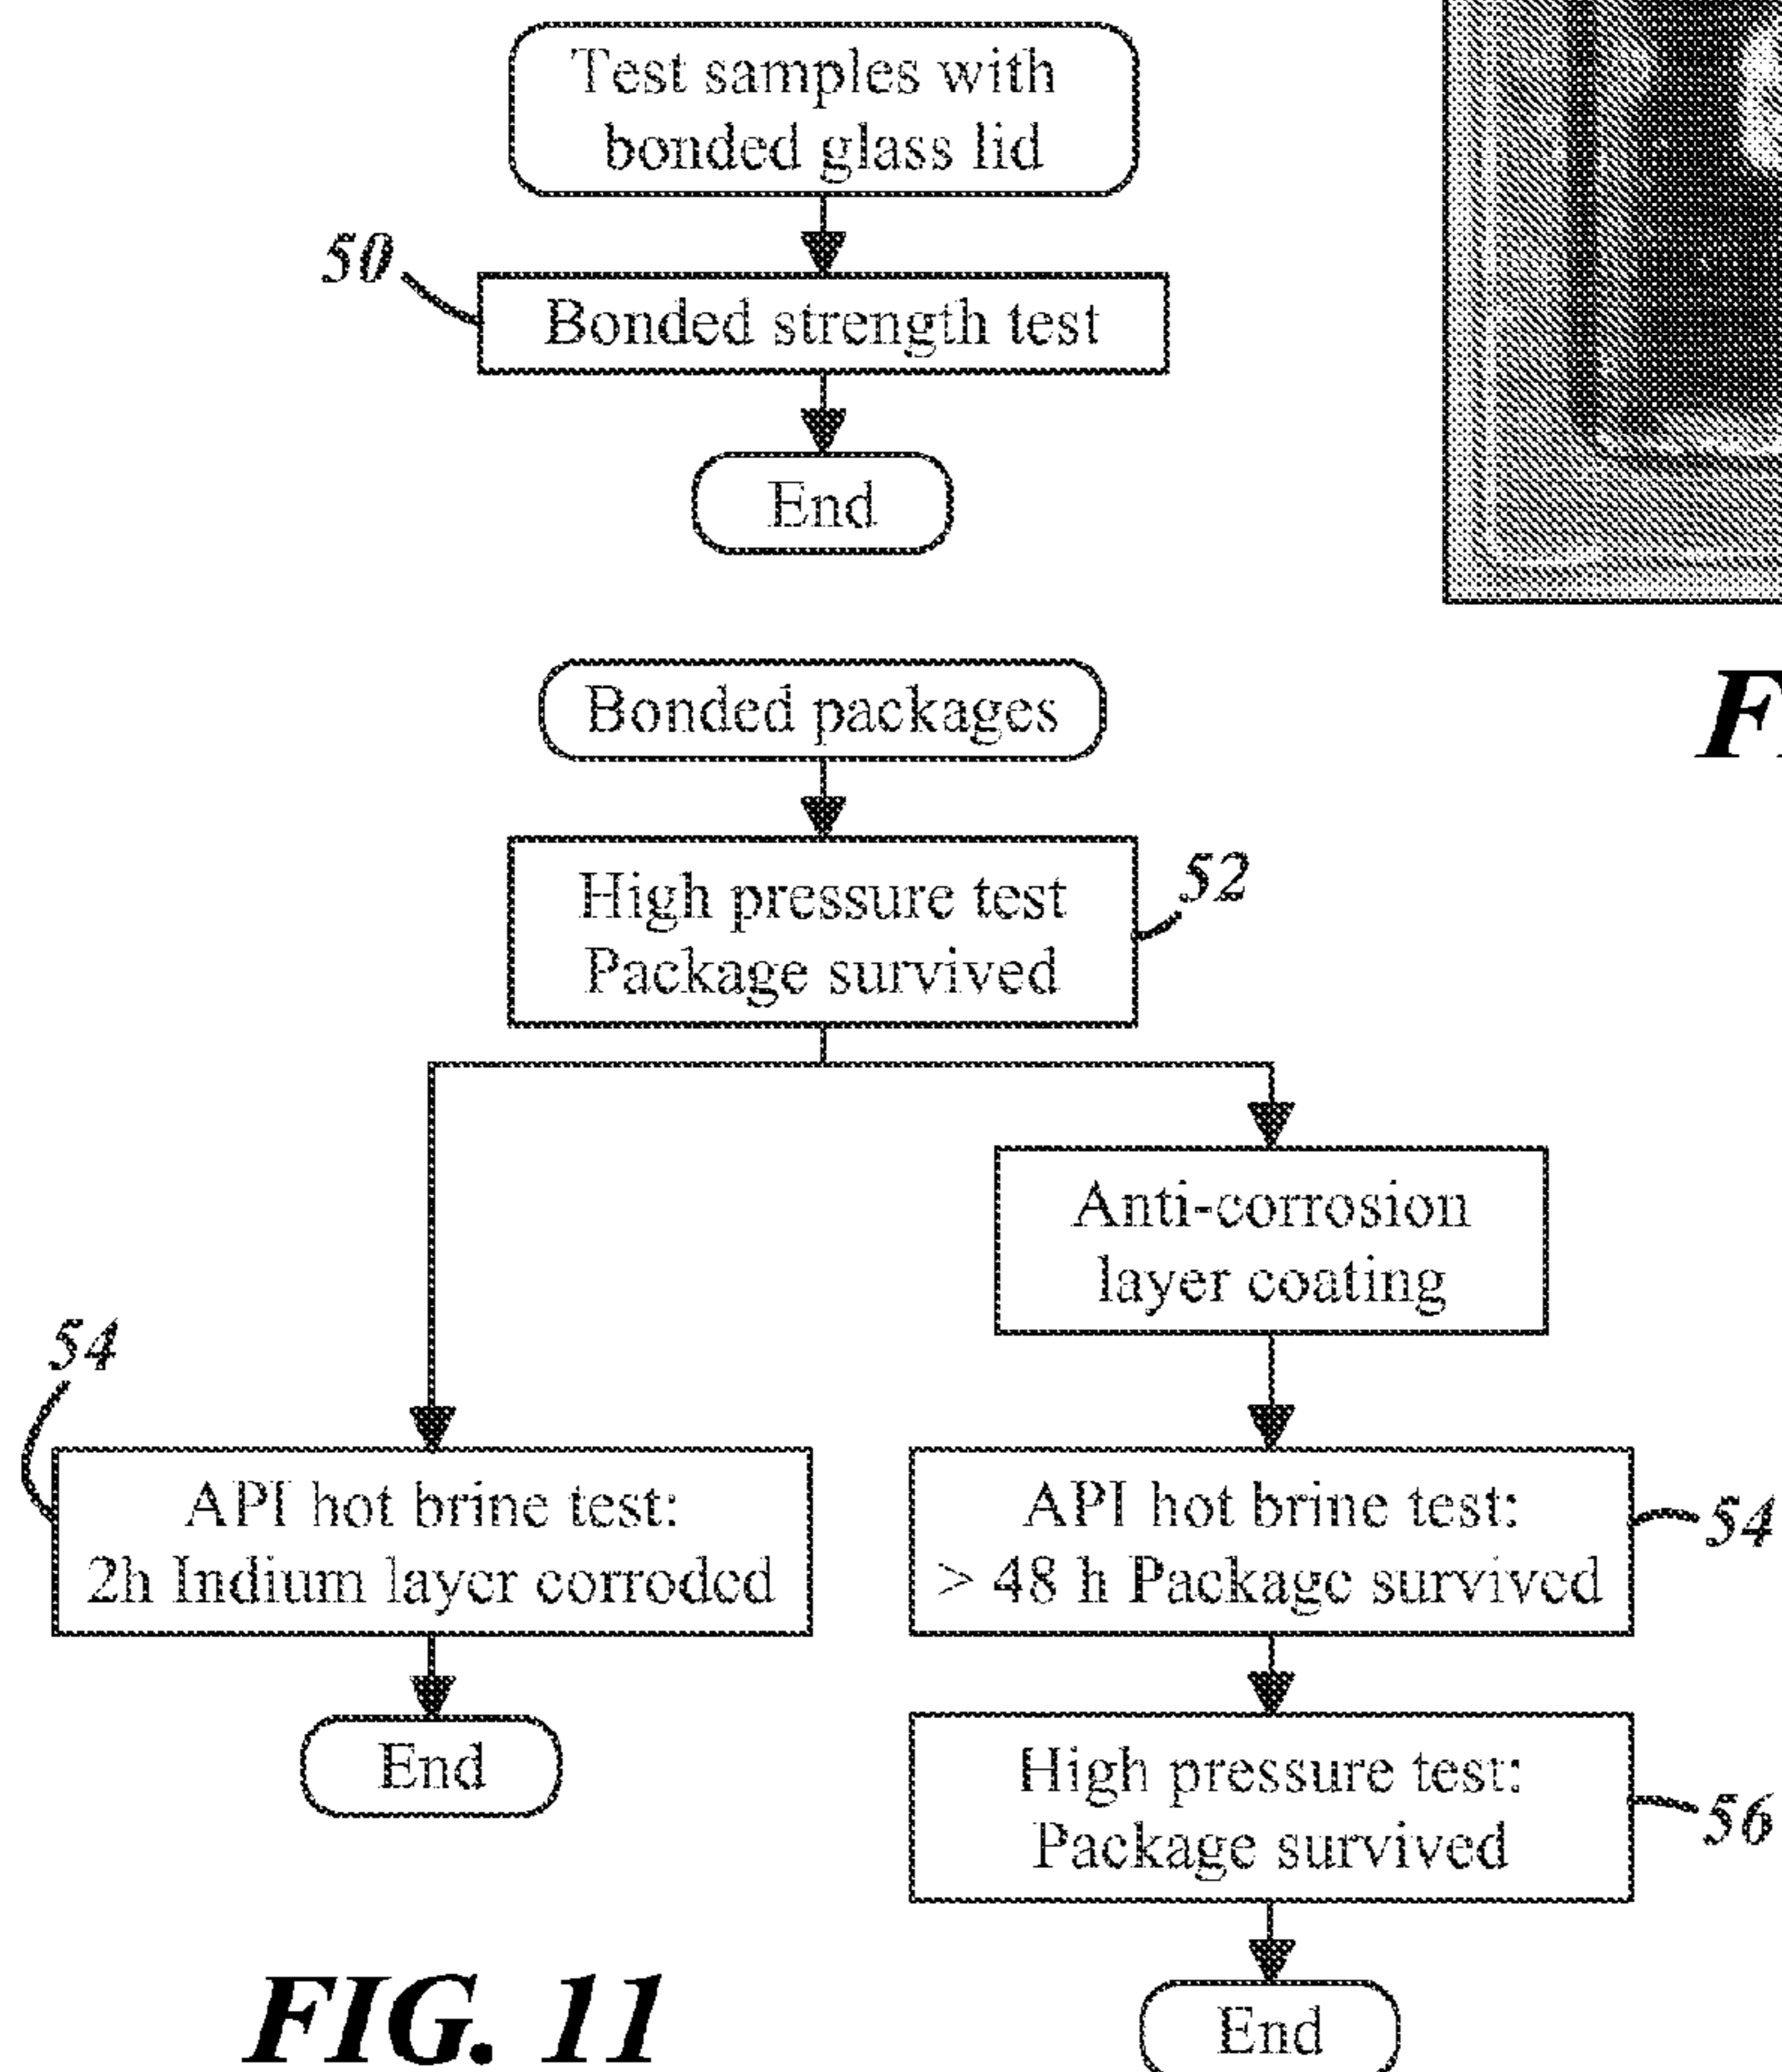 Test samples with
bonded glass lid
50
Bonded strength test
End
Bonded packages
High pressure test
Package survived
52
Anti-corrosion
layer coating
54
API hot brine test:
2h Indium layer corroded
API hot brine test:
> 48 h Package survived
54
End
High pressure test:
Package survived
56
End
FIG. 11